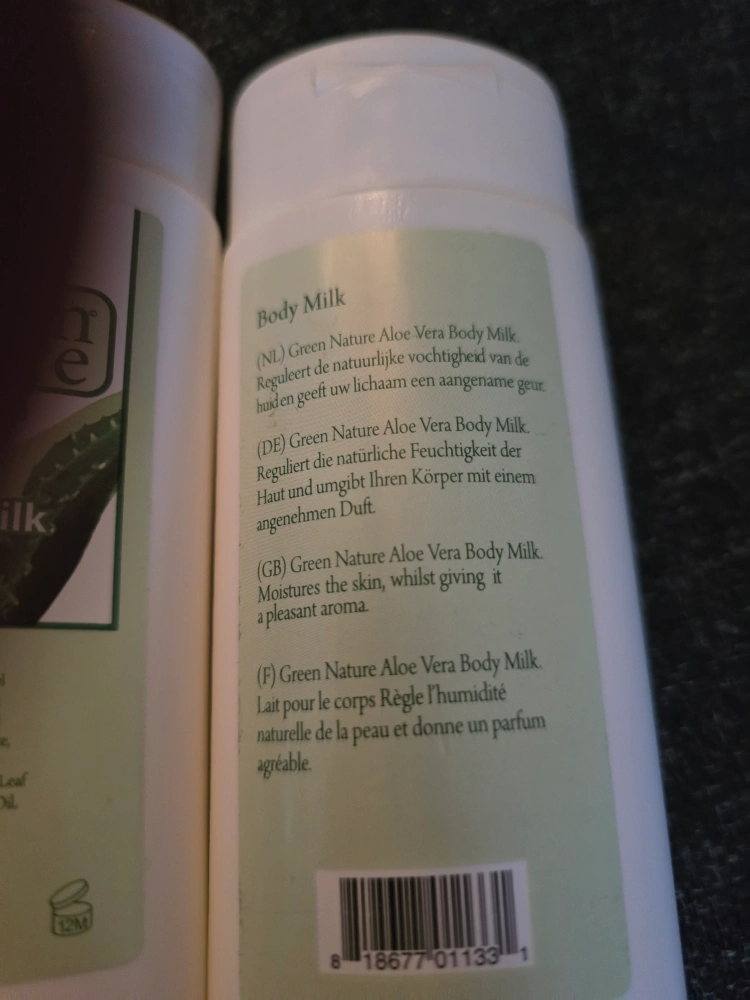 Body Milk
(NL) Green Nature Aloe Vera Body Milk.
Reguleert de natuurlijke vochtigheid van de
huid en geeft uw lichaam een aangename geur.
(DE) Green Nature Aloe Vera Body Milk.
Reguliert die natürliche Feuchtigkeit der
Haut und umgibt Ihren Körper mit einem
angenehmen Duft.
(GB) Green Nature Aloe Vera Body Milk.
Moistures the skin, whilst giving it
a pleasant aroma.
(F) Green Nature Aloe Vera Body Milk.
Lait pour le corps Règle l'humidité
naturelle de la peau et donne un parfum
agréable.
8 18677 01133 1
n
e
ilk.
Leaf
Oil,
12M